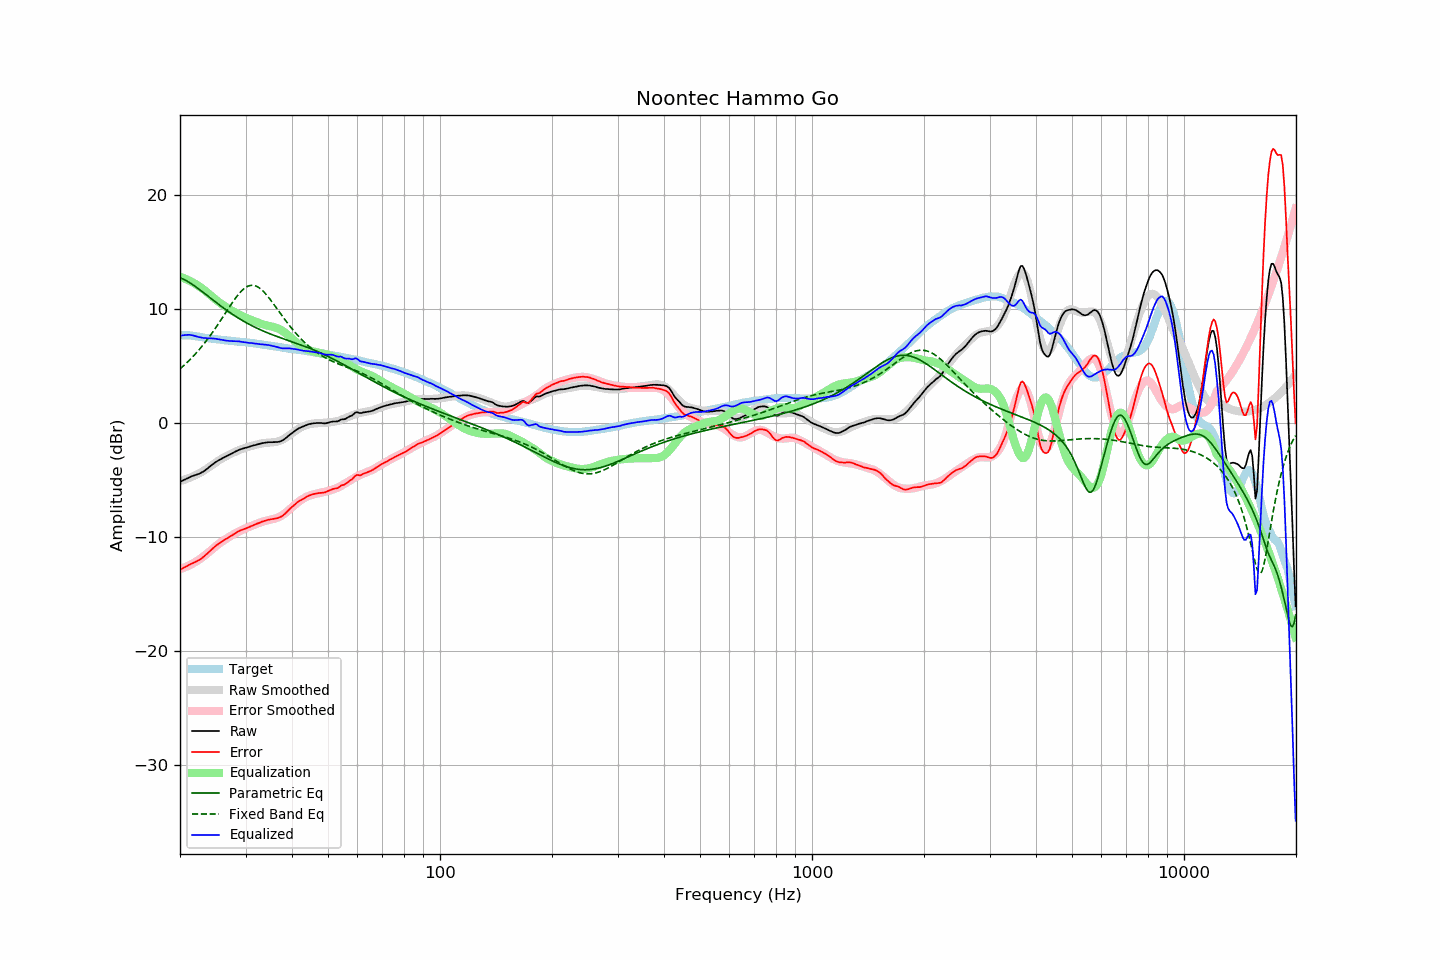 Noontec Hammo Go
Amplitude (dBr)
20
10
0
−10
−20
−30
Target
Raw Smoothed
Error Smoothed
Raw
Error
Equalization
Parametric Eq
Fixed Band Eq
Equalized
100
1000
10000
Frequency (Hz)